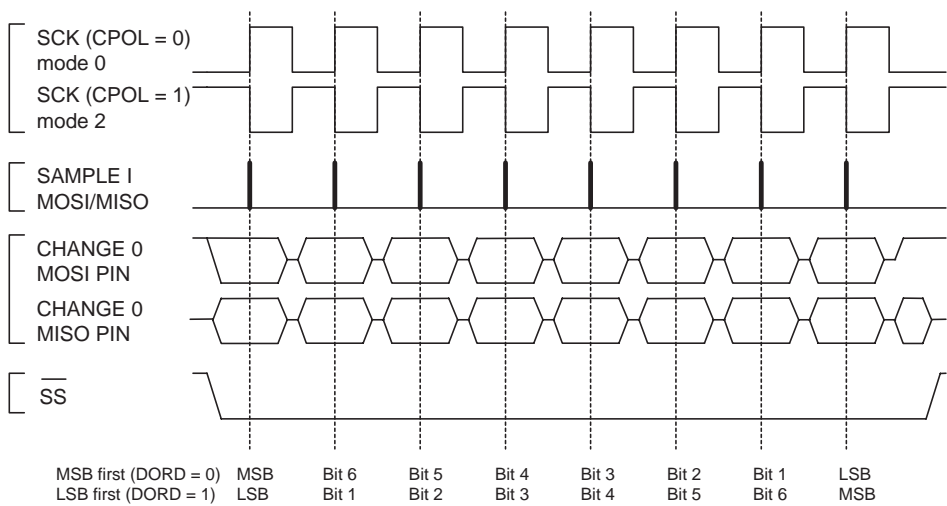 SCK (CPOL = 0)
mode 0
SCK (CPOL = 1)
mode 2
SAMPLE I
MOSI/MISO
CHANGE 0
MOSI PIN
CHANGE 0
MISO PIN
SS
MSB first (DORD = 0) MSB Bit 6 Bit 5 Bit 4 Bit 3 Bit 2 Bit 1 LSB
LSB first (DORD = 1) LSB Bit 1 Bit 2 Bit 3 Bit 4 Bit 5 Bit 6 MSB